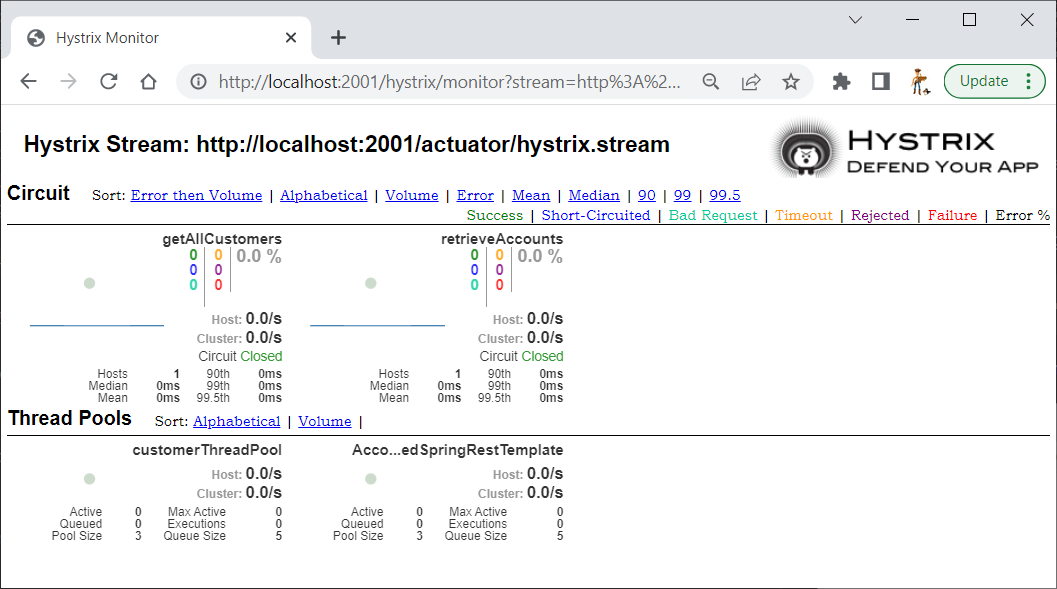 Hystrix Monitor
http://localhost:2001/hystrix/monitor?stream=http%3A%2...
Update
Hystrix Stream: http://localhost:2001/actuator/hystrix.stream
HYSTRIX
DEFEND YOUR APP
Circuit Sort: Error then Volume | Alphabetical | Volume | Error | Mean | Median | 90 | 99 | 99.5
Success | Short-Circuited | Bad Request | Timeout | Rejected | Failure | Error %
getAllCustomers
0 0 0.0 %
0 0
0 0
Host: 0.0/s
Cluster: 0.0/s
Circuit Closed
Hosts 1 90th 0ms
Median 0ms 99th 0ms
Mean 0ms 99.5th 0ms
retrieveAccounts
0 0 0.0 %
0 0
0 0
Host: 0.0/s
Cluster: 0.0/s
Circuit Closed
Hosts 1 90th 0ms
Median 0ms 99th 0ms
Mean 0ms 99.5th 0ms
Thread Pools Sort: Alphabetical | Volume |
customerThreadPool
Host: 0.0/s
Cluster: 0.0/s
Active 0 Max Active 0
Queued 0 Executions 0
Pool Size 3 Queue Size 5
Acco...edSpringRestTemplate
Host: 0.0/s
Cluster: 0.0/s
Active 0 Max Active 0
Queued 0 Executions 0
Pool Size 3 Queue Size 5